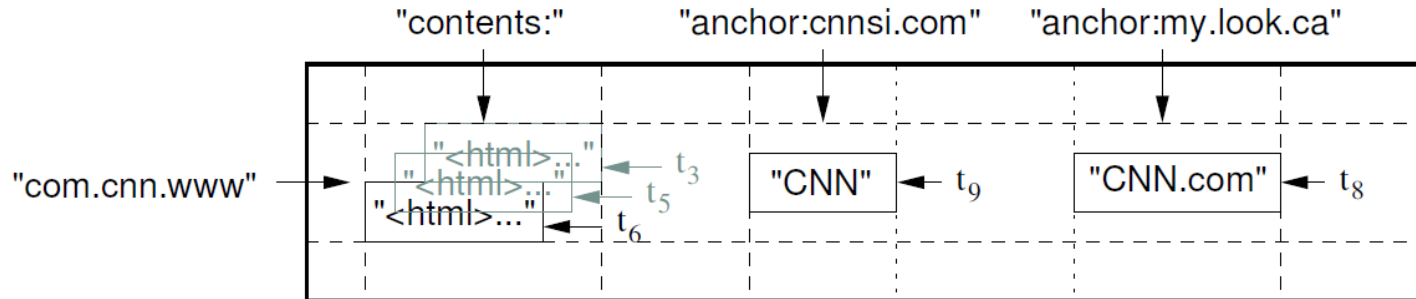 "contents:" "anchor:cnnsi.com" "anchor:my.look.ca"
"<html>..." t3
"com.cnn.www" "<html>..." t5 "CNN" t9 "CNN.com" t8
"<html>..." t6